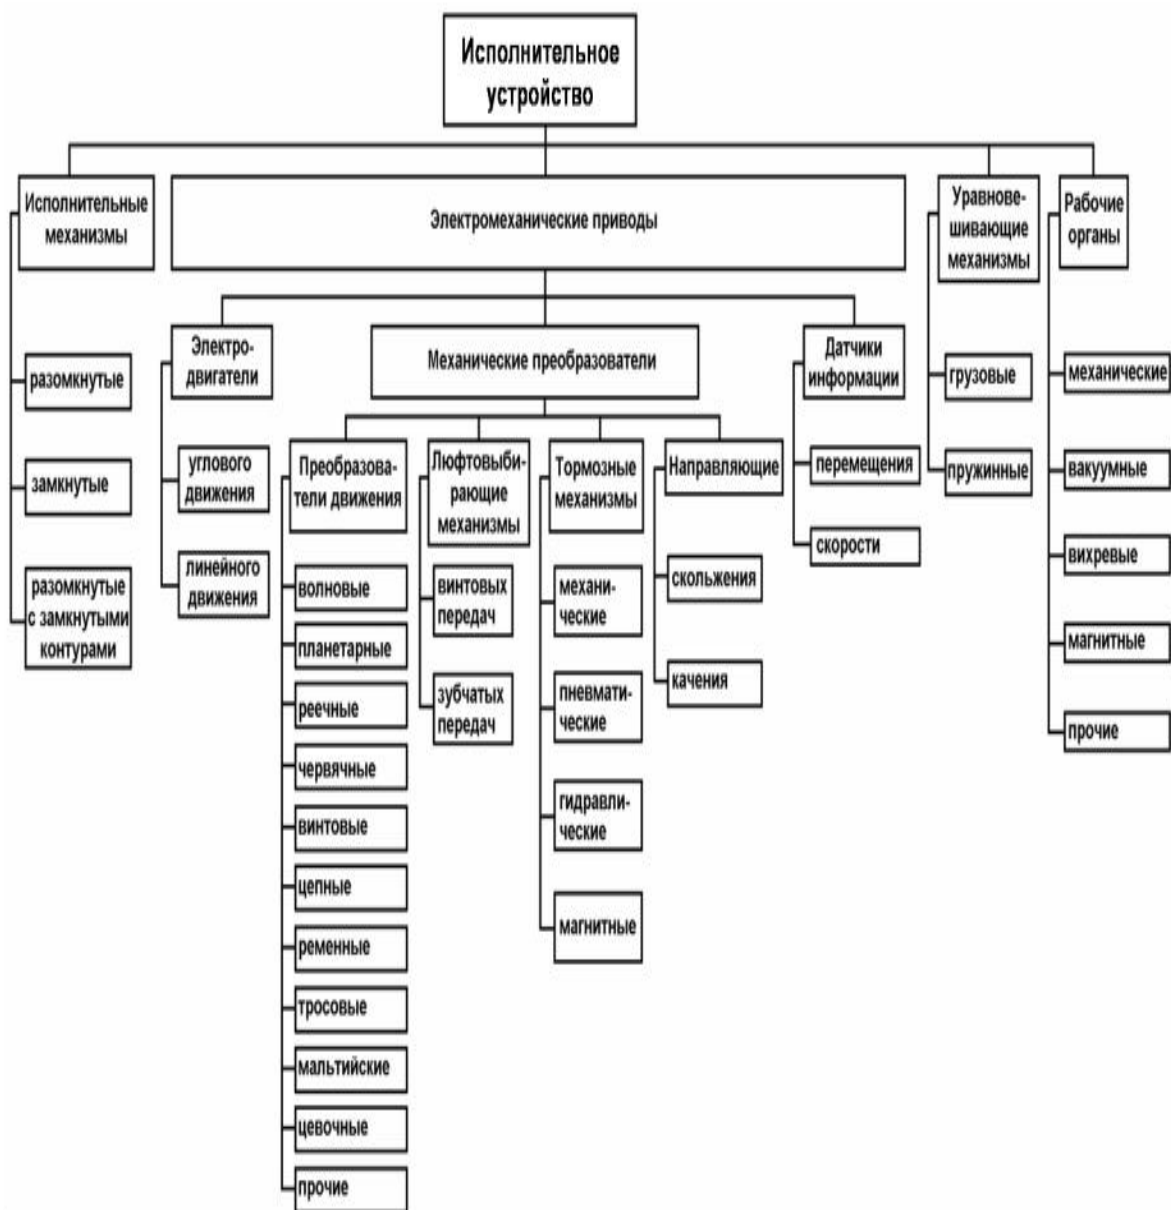 Исполнительное
устройство
Исполнительные
механизмы
Электромеханические приводы
Уравнове-
шивающие
механизмы
Рабочие
органы
разомкнутые
замкнутые
разомкнутые
с замкнутыми
контурами
Электро-
двигатели
углового
движения
линейного
движения
Механические преобразователи
Преобразова-
тели движения
волновые
планетарные
реечные
червячные
винтовые
цепные
ременные
тросовые
мальтийские
цевочные
прочие
Люфтовыби-
рающие
механизмы
винтовых
передач
зубчатых
передач
Тормозные
механизмы
механи-
ческие
пневмати-
ческие
гидравли-
ческие
магнитные
Направляющие
скольжения
качения
Датчики
информации
перемещения
скорости
грузовые
пружинные
механические
вакуумные
вихревые
магнитные
прочие